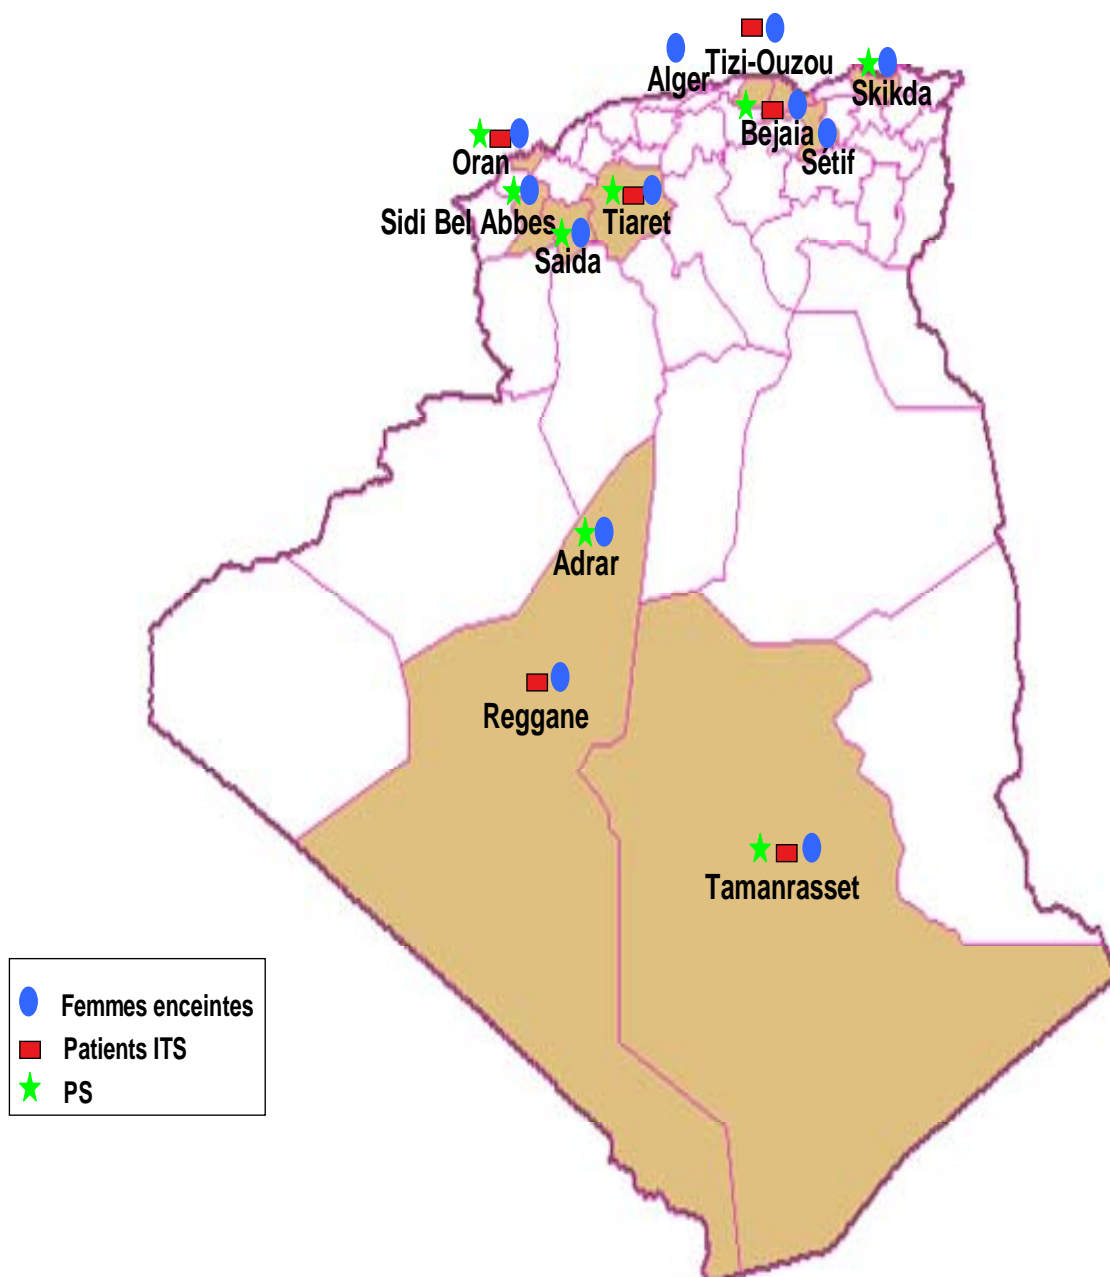 Tizi-Ouzou
Alger
Skikda
Bejaia
Oran
Sétif
Sidi Bel Abbes
Tiaret
Saida
Adrar
Reggane
Tamanrasset
Femmes enceintes
Patients ITS
PS